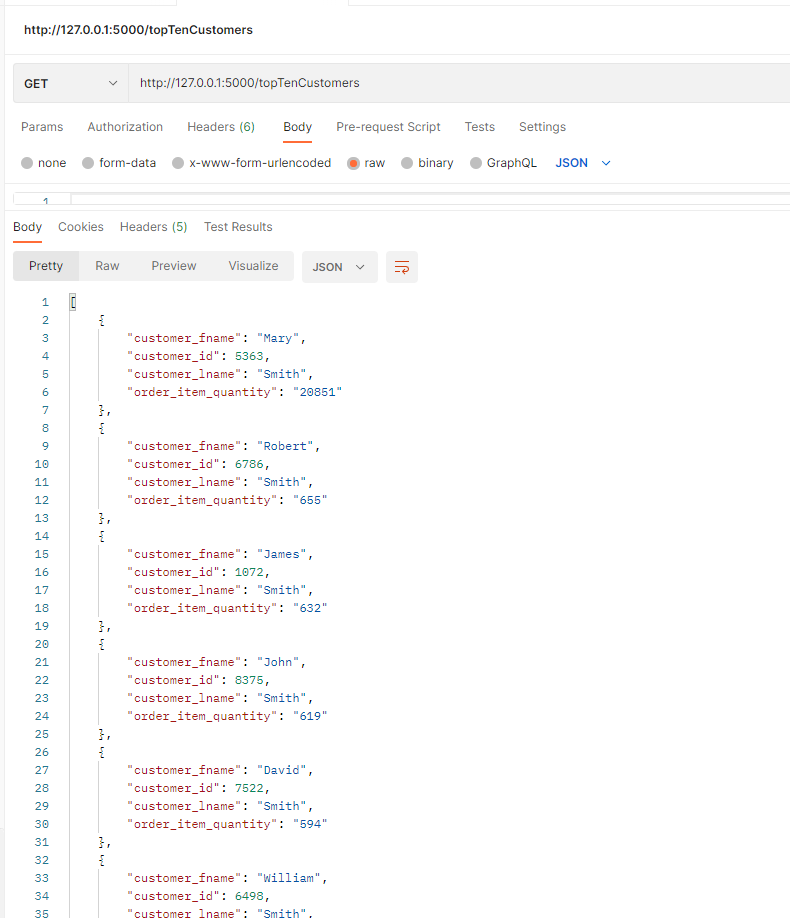 http://127.0.0.1:5000/topTenCustomers
GET http://127.0.0.1:5000/topTenCustomers
Params Authorization Headers (6) Body Pre-request Script Tests Settings
none form-data x-www-form-urlencoded raw binary GraphQL JSON
1
Body Cookies Headers (5) Test Results
Pretty Raw Preview Visualize JSON
1 [
2 {
3 "customer_fname": "Mary",
4 "customer_id": 5363,
5 "customer_lname": "Smith",
6 "order_item_quantity": "20851"
7 },
8 {
9 "customer_fname": "Robert",
10 "customer_id": 6786,
11 "customer_lname": "Smith",
12 "order_item_quantity": "655"
13 },
14 {
15 "customer_fname": "James",
16 "customer_id": 1072,
17 "customer_lname": "Smith",
18 "order_item_quantity": "632"
19 },
20 {
21 "customer_fname": "John",
22 "customer_id": 8375,
23 "customer_lname": "Smith",
24 "order_item_quantity": "619"
25 },
26 {
27 "customer_fname": "David",
28 "customer_id": 7522,
29 "customer_lname": "Smith",
30 "order_item_quantity": "594"
31 },
32 {
33 "customer_fname": "William",
34 "customer_id": 6498,
35 "customer_lname": "Smith",